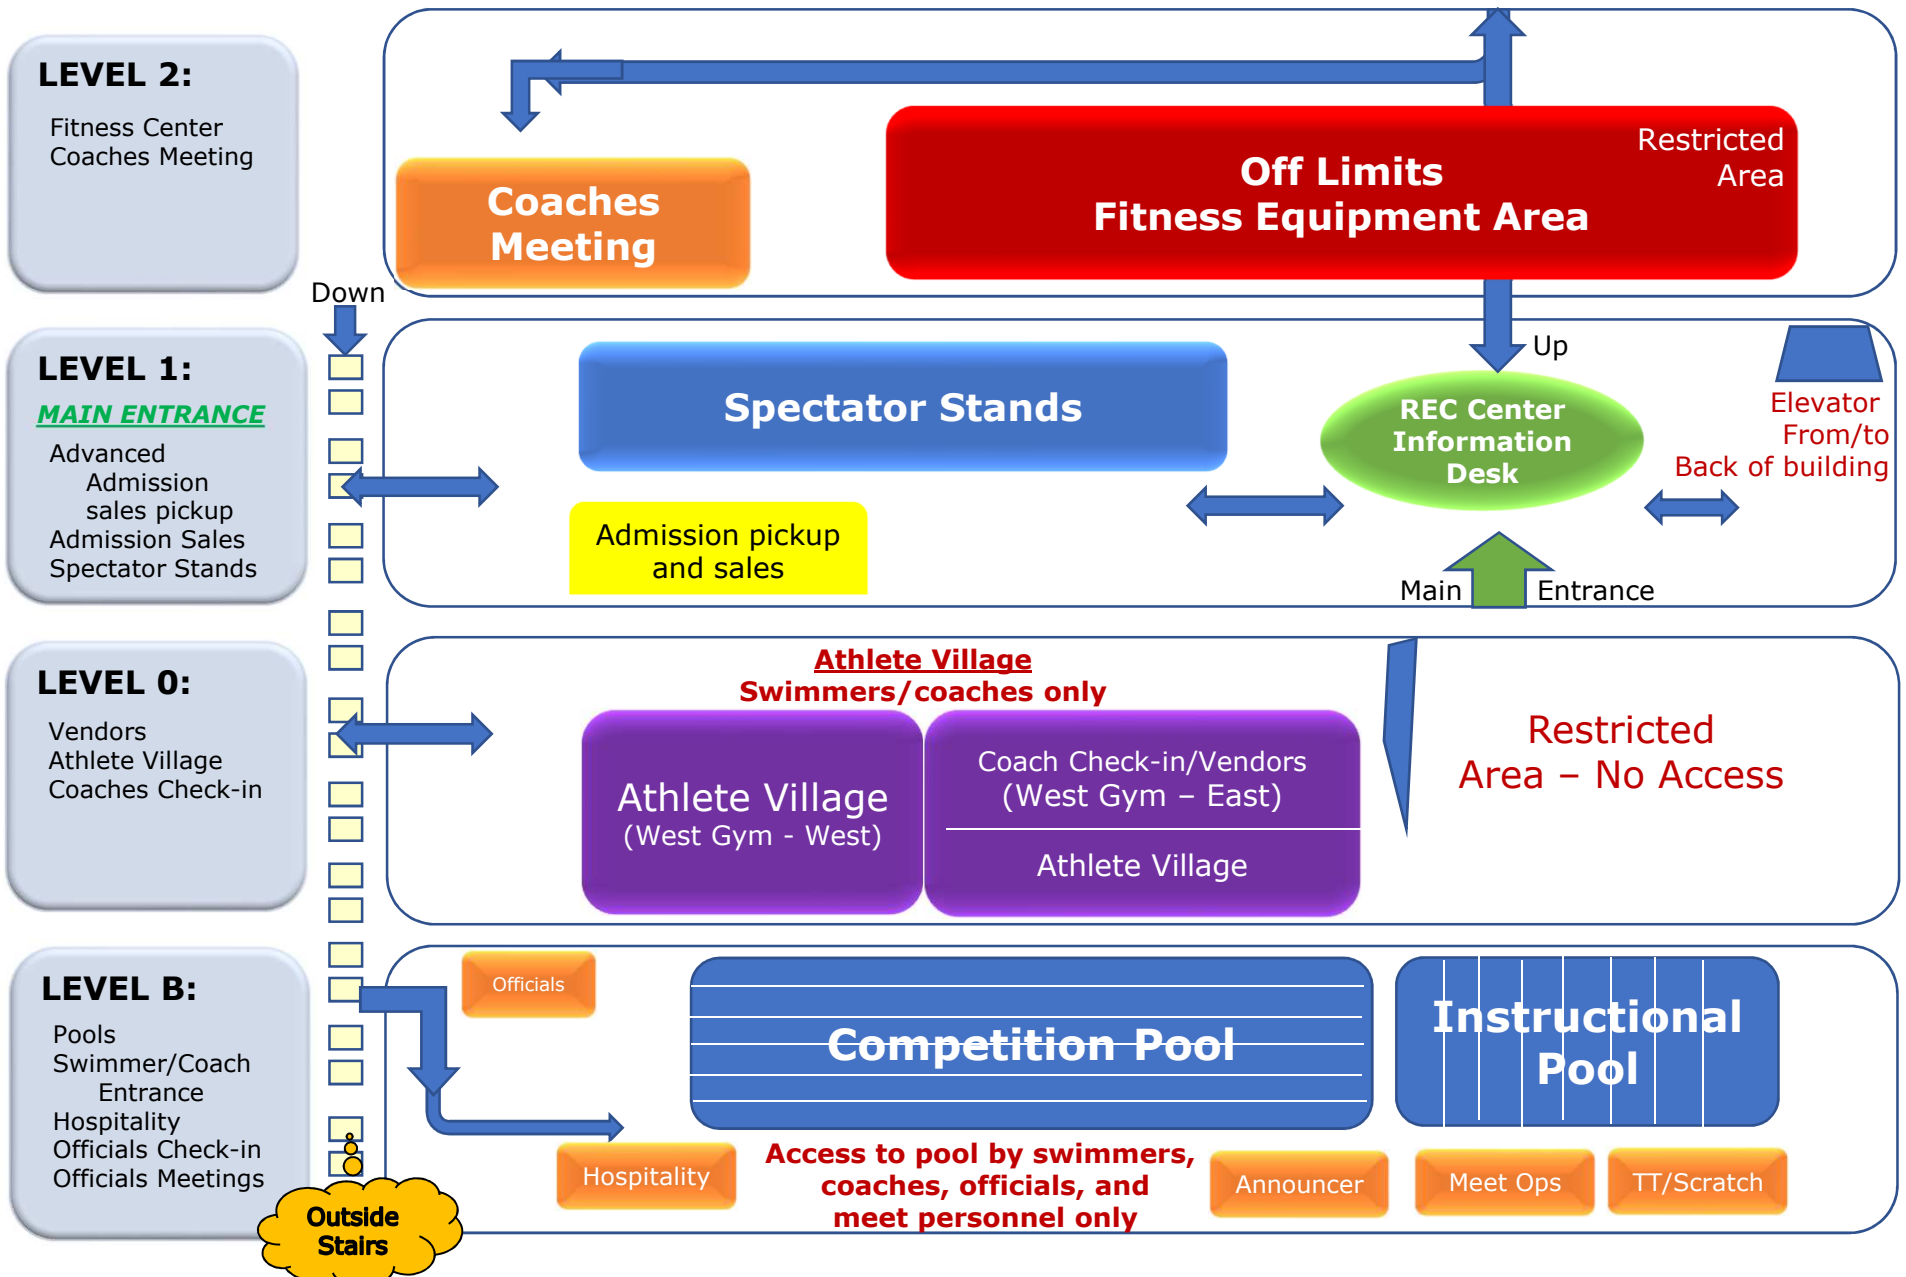 LEVEL 2:
Fitness Center
Coaches Meeting
Coaches
Meeting
Off Limits
Fitness Equipment Area
Restricted
Area
Down
LEVEL 1:
MAIN ENTRANCE
Advanced
Admission
sales pickup
Admission Sales
Spectator Stands
Spectator Stands
Admission pickup
and sales
Up
REC Center
Information
Desk
Elevator
From/to
Back of building
Main Entrance
LEVEL 0:
Vendors
Athlete Village
Coaches Check-in
Athlete Village
Swimmers/coaches only
Athlete Village
(West Gym - West)
Coach Check-in/Vendors
(West Gym – East)
Athlete Village
Restricted
Area – No Access
LEVEL B:
Pools
Swimmer/Coach
Entrance
Hospitality
Officials Check-in
Officials Meetings
Outside
Stairs
Officials
Competition Pool
Instructional
Pool
Hospitality
Access to pool by swimmers,
coaches, officials, and
meet personnel only
Announcer
Meet Ops
TT/Scratch